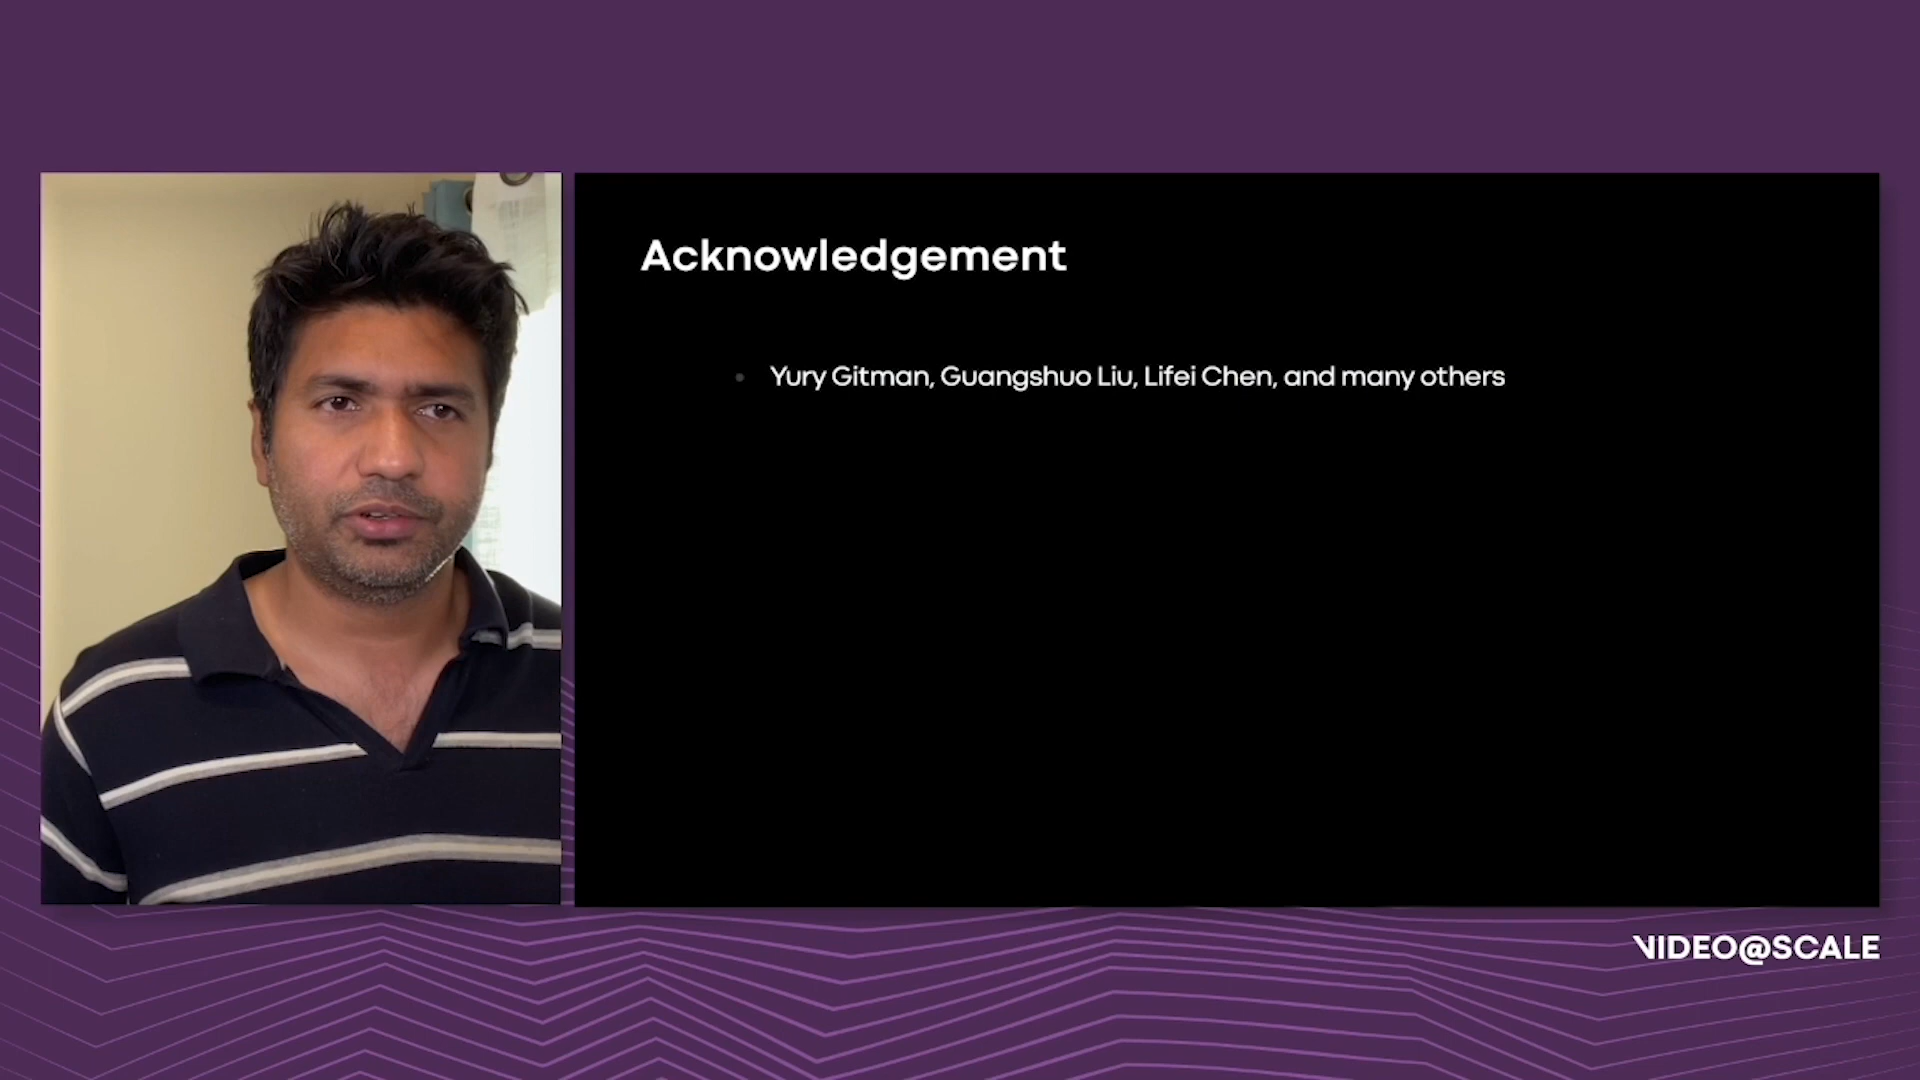 Acknowledgement
Yury Gitman, Guangshuo Liu, Lifei Chen, and many others
VIDEO@SCALE